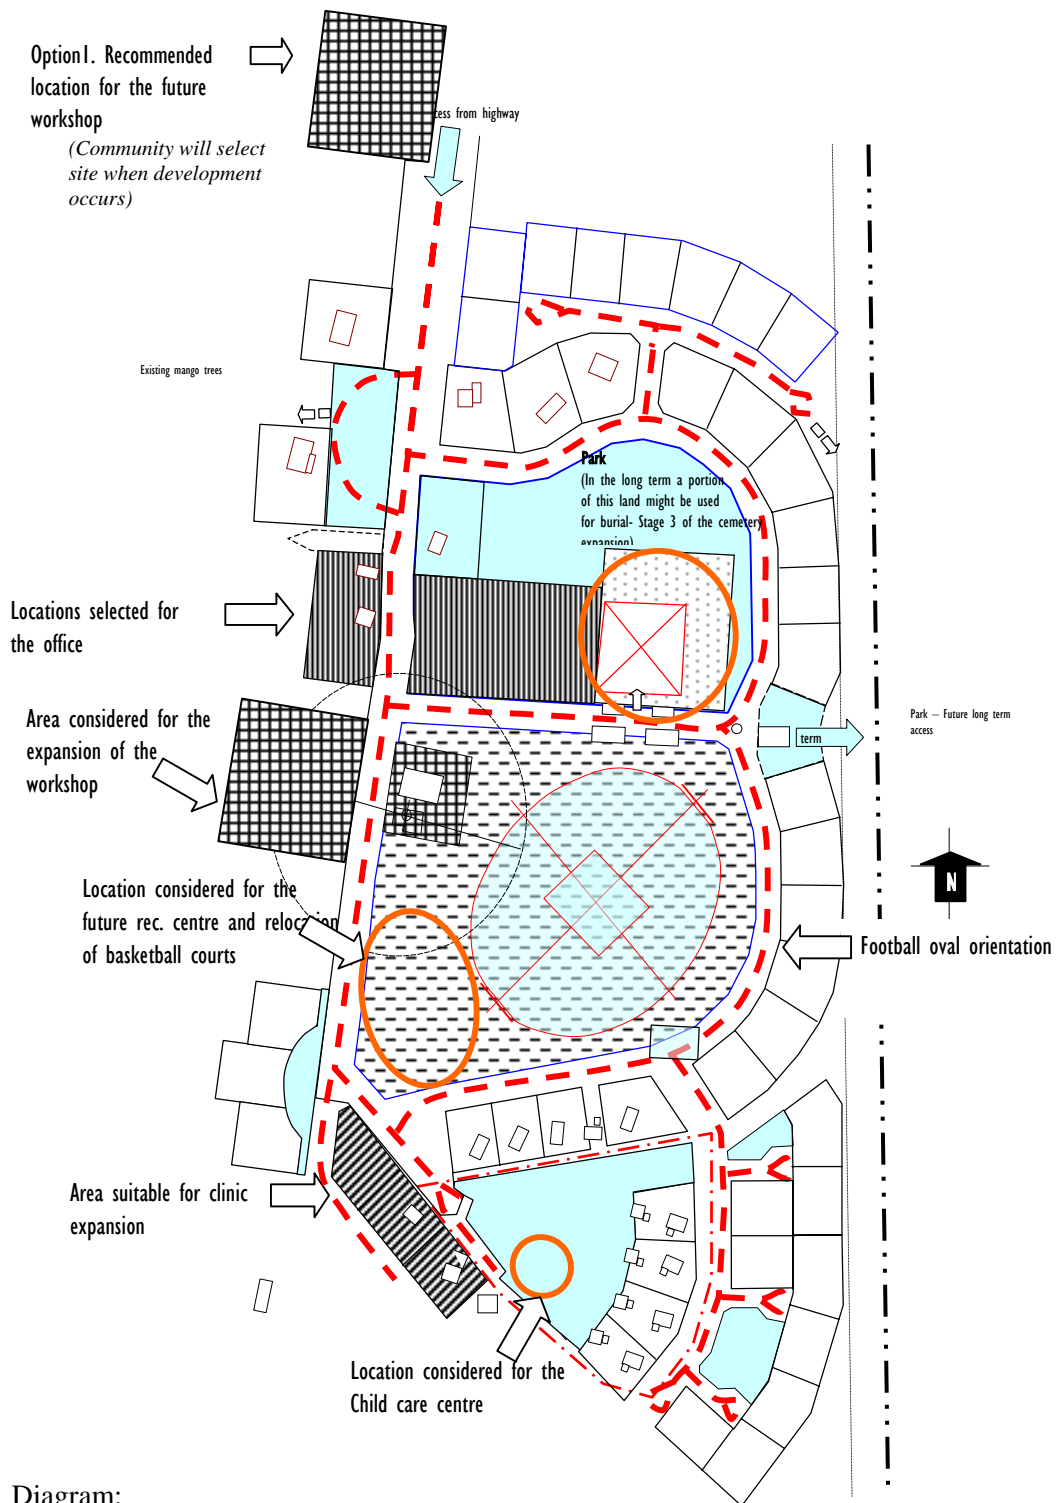 Option1. Recommended
location for the future
workshop
(Community will select
site when development
occurs)
cess from highway
Existing mango trees
Park
(In the long term a portion
of this land might be used
for burial- Stage 3 of the cemetery
expansion)
Locations selected for
the office
Area considered for the
expansion of the
workshop
Park – Future long term
access
term
N
Location considered for the
future rec. centre and relocation
of basketball courts
Football oval orientation
Area suitable for clinic
expansion
Location considered for the
Child care centre
Diagram: